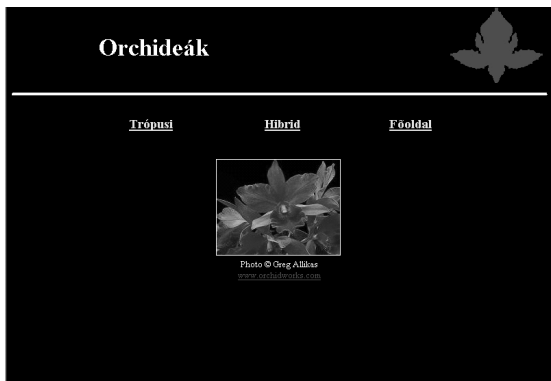 Orchideák
Trópusi Hibrid Főoldal
Photo © Greg Allikas
www.orchidworks.com